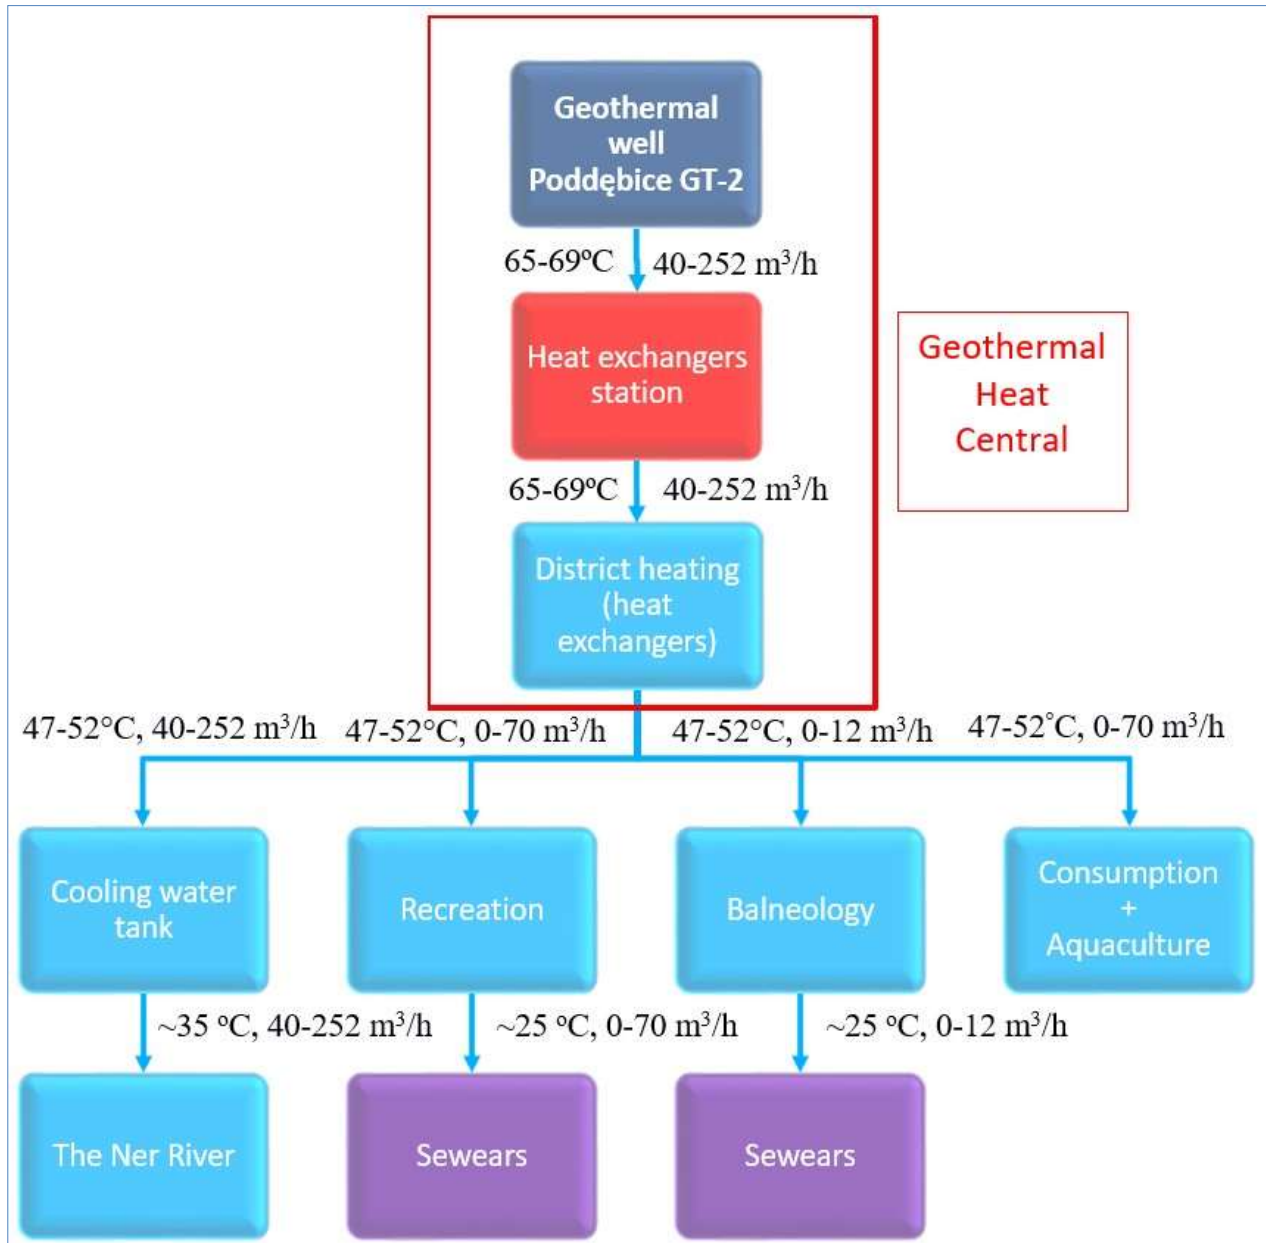 Geothermal
well
Poddębice GT-2
65-69ºC 40-252 m³/h
Heat exchangers
station
Geothermal
Heat
Central
65-69ºC 40-252 m³/h
District heating
(heat
exchangers)
47-52°C, 40-252 m³/h 47-52°C, 0-70 m³/h 47-52°C, 0-12 m³/h 47-52°C, 0-70 m³/h
Cooling water
tank
Recreation
Balneology
Consumption
+
Aquaculture
~35 ºC, 40-252 m³/h ~25 ºC, 0-70 m³/h ~25 ºC, 0-12 m³/h
The Ner River
Sewears
Sewears